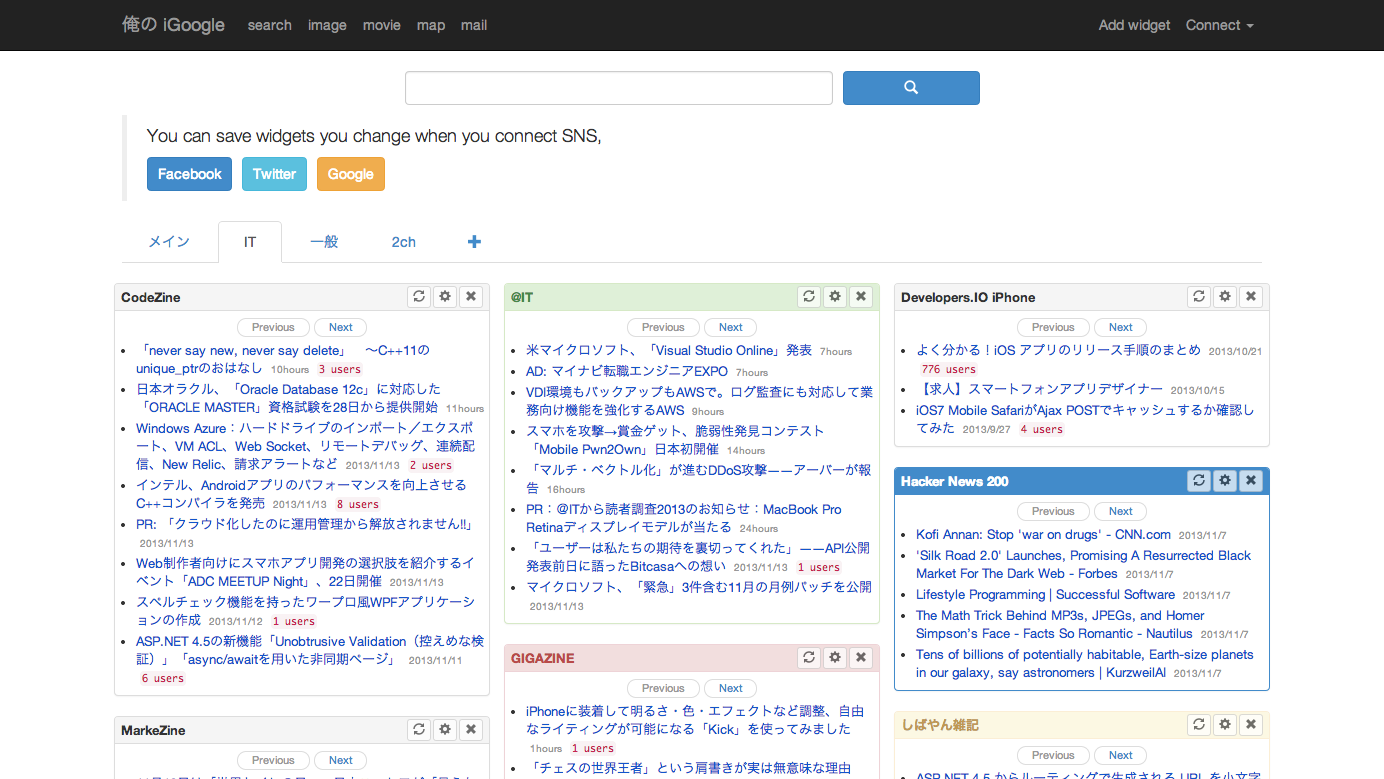 俺の iGoogle search image movie map mail Add widget Connect
You can save widgets you change when you connect SNS,
Facebook Twitter Google
メイン IT 一般 2ch
CodeZine
Previous Next
「never say new, never say delete」 〜C++11の
unique_ptrのおはなし 10hours 3 users
日本オラクル、「Oracle Database 12c」に対応した
「ORACLE MASTER」資格試験を28日から提供開始 11hours
Windows Azure：ハードドライブのインポート／エクスポ
ート、VM ACL、Web Socket、リモートデバッグ、連続配
信、New Relic、請求アラートなど 2013/11/13 2 users
インテル、Androidアプリのパフォーマンスを向上させる
C++コンパイラを発売 2013/11/13 8 users
PR: 「クラウド化したのに運用管理から解放されません!!」
2013/11/13
Web制作者向けにスマホアプリ開発の選択肢を紹介するイ
ベント「ADC MEETUP Night」、22日開催 2013/11/13
スペルチェック機能を持ったワープロ風WPFアプリケーシ
ョンの作成 2013/11/12 1 users
ASP.NET 4.5の新機能「Unobtrusive Validation（控えめな検
証）」「async/awaitを用いた非同期ページ」 2013/11/11
6 users
MarkeZine
Previous Next
@IT
Previous Next
米マイクロソフト、「Visual Studio Online」発表 7hours
AD: マイナビ転職エンジニアEXPO 7hours
VDI環境もバックアップもAWSで。ログ監査にも対応して業
務向け機能を強化するAWS 9hours
スマホを攻撃→賞金ゲット、脆弱性発見コンテスト
「Mobile Pwn2Own」日本初開催 14hours
「マルチ・ベクトル化」が進むDDoS攻撃――アーバーが報
告 16hours
PR：@ITから読者調査2013のお知らせ：MacBook Pro
Retinaディスプレイモデルが当たる 24hours
「ユーザーは私たちの期待を裏切ってくれた」――API公開
発表前日に語ったBitcasaへの想い 2013/11/13 1 users
マイクロソフト、「緊急」3件含む11月の月例パッチを公開
2013/11/13
GIGAZINE
Previous Next
iPhoneに装着して明るさ・色・エフェクトなど調整、自由
なライティングが可能になる「Kick」を使ってみました
1hours 1 users
「チェスの世界王者」という肩書きが実は無意味な理由
Developers.IO iPhone
Previous Next
よく分かる！iOS アプリのリリース手順のまとめ 2013/10/21
776 users
【求人】スマートフォンアプリデザイナー 2013/10/15
iOS7 Mobile SafariがAjax POSTでキャッシュするか確認し
てみた 2013/9/27 4 users
Hacker News 200
Previous Next
Kofi Annan: Stop 'war on drugs' - CNN.com 2013/11/7
'Silk Road 2.0' Launches, Promising A Resurrected Black
Market For The Dark Web - Forbes 2013/11/7
Lifestyle Programming | Successful Software 2013/11/7
The Math Trick Behind MP3s, JPEGs, and Homer
Simpson's Face - Facts So Romantic - Nautilus 2013/11/7
Tens of billions of potentially habitable, Earth-size planets
in our galaxy, say astronomers | KurzweilAI 2013/11/7
しばやん雑記
Previous Next
ASP.NET 4.5 からルーティングで生成される URL を小文字